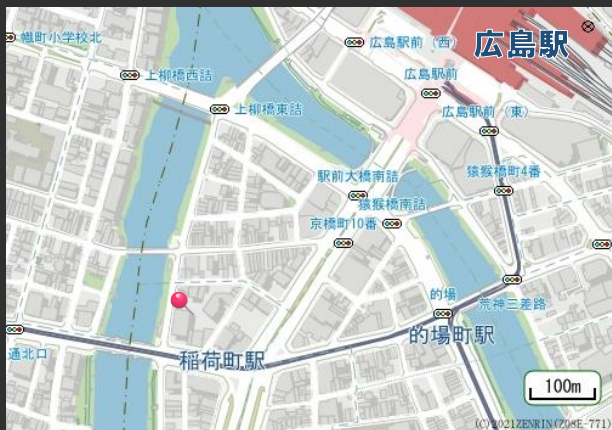 広島駅
広島駅前(西)
幟町小学校北
上柳橋西詰
広島駅前
上柳橋東詰
広島駅前(東)
駅前大橋南詰
猿猴橋町4番
猿猴橋南詰
京橋町10番
的場
荒神三差路
的場町駅
通北口
稲荷町駅
100m
(C)2021ZENRIN(Z08E-771)